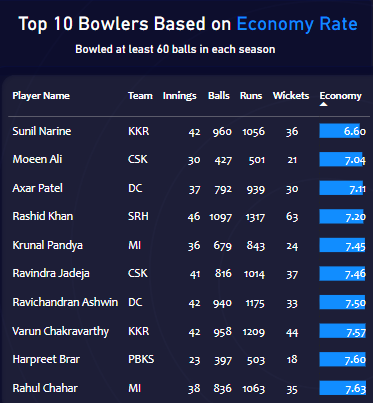 Top 10 Bowlers Based on Economy Rate
Bowled at least 60 balls in each season
Player Name Team Innings Balls Runs Wickets Economy
Sunil Narine KKR 42 960 1056 36 6.60
Moeen Ali CSK 30 427 501 21 7.04
Axar Patel DC 37 792 939 30 7.11
Rashid Khan SRH 46 1097 1317 63 7.20
Krunal Pandya MI 36 679 843 24 7.45
Ravindra Jadeja CSK 41 816 1014 37 7.46
Ravichandran Ashwin DC 42 940 1175 33 7.50
Varun Chakravarthy KKR 42 958 1209 44 7.57
Harpreet Brar PBKS 23 397 503 18 7.60
Rahul Chahar MI 38 836 1063 35 7.63